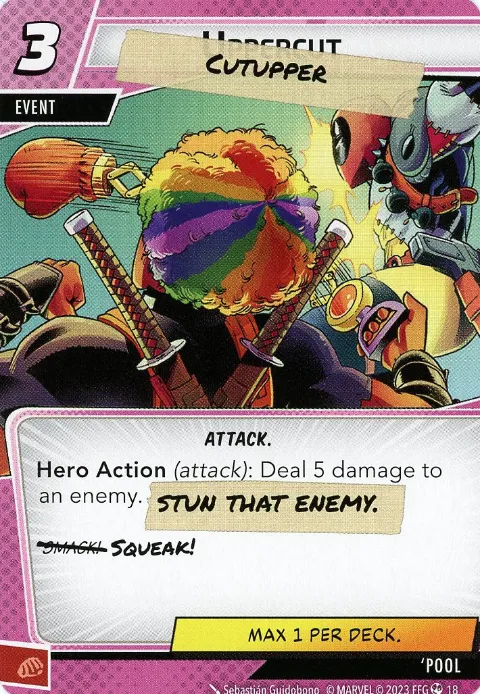 3
Uppercut
Cutupper
EVENT
ATTACK.
Hero Action (attack): Deal 5 damage to
an enemy. STUN THAT ENEMY.
SMACK! SQUEAK!
MAX 1 PER DECK.
'POOL
Sebastián Guidobono © MARVEL © 2023 FFG 18